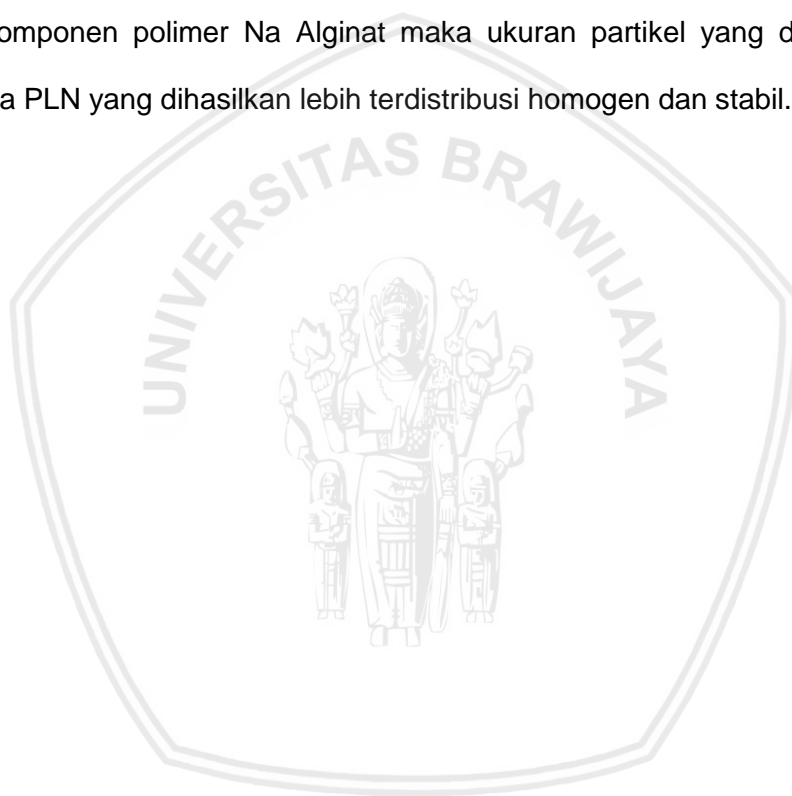 omponen polimer Na Alginat maka ukuran partikel yang d
a PLN yang dihasilkan lebih terdistribusi homogen dan stabil.
UNIVERSITAS BRAWIJAYA